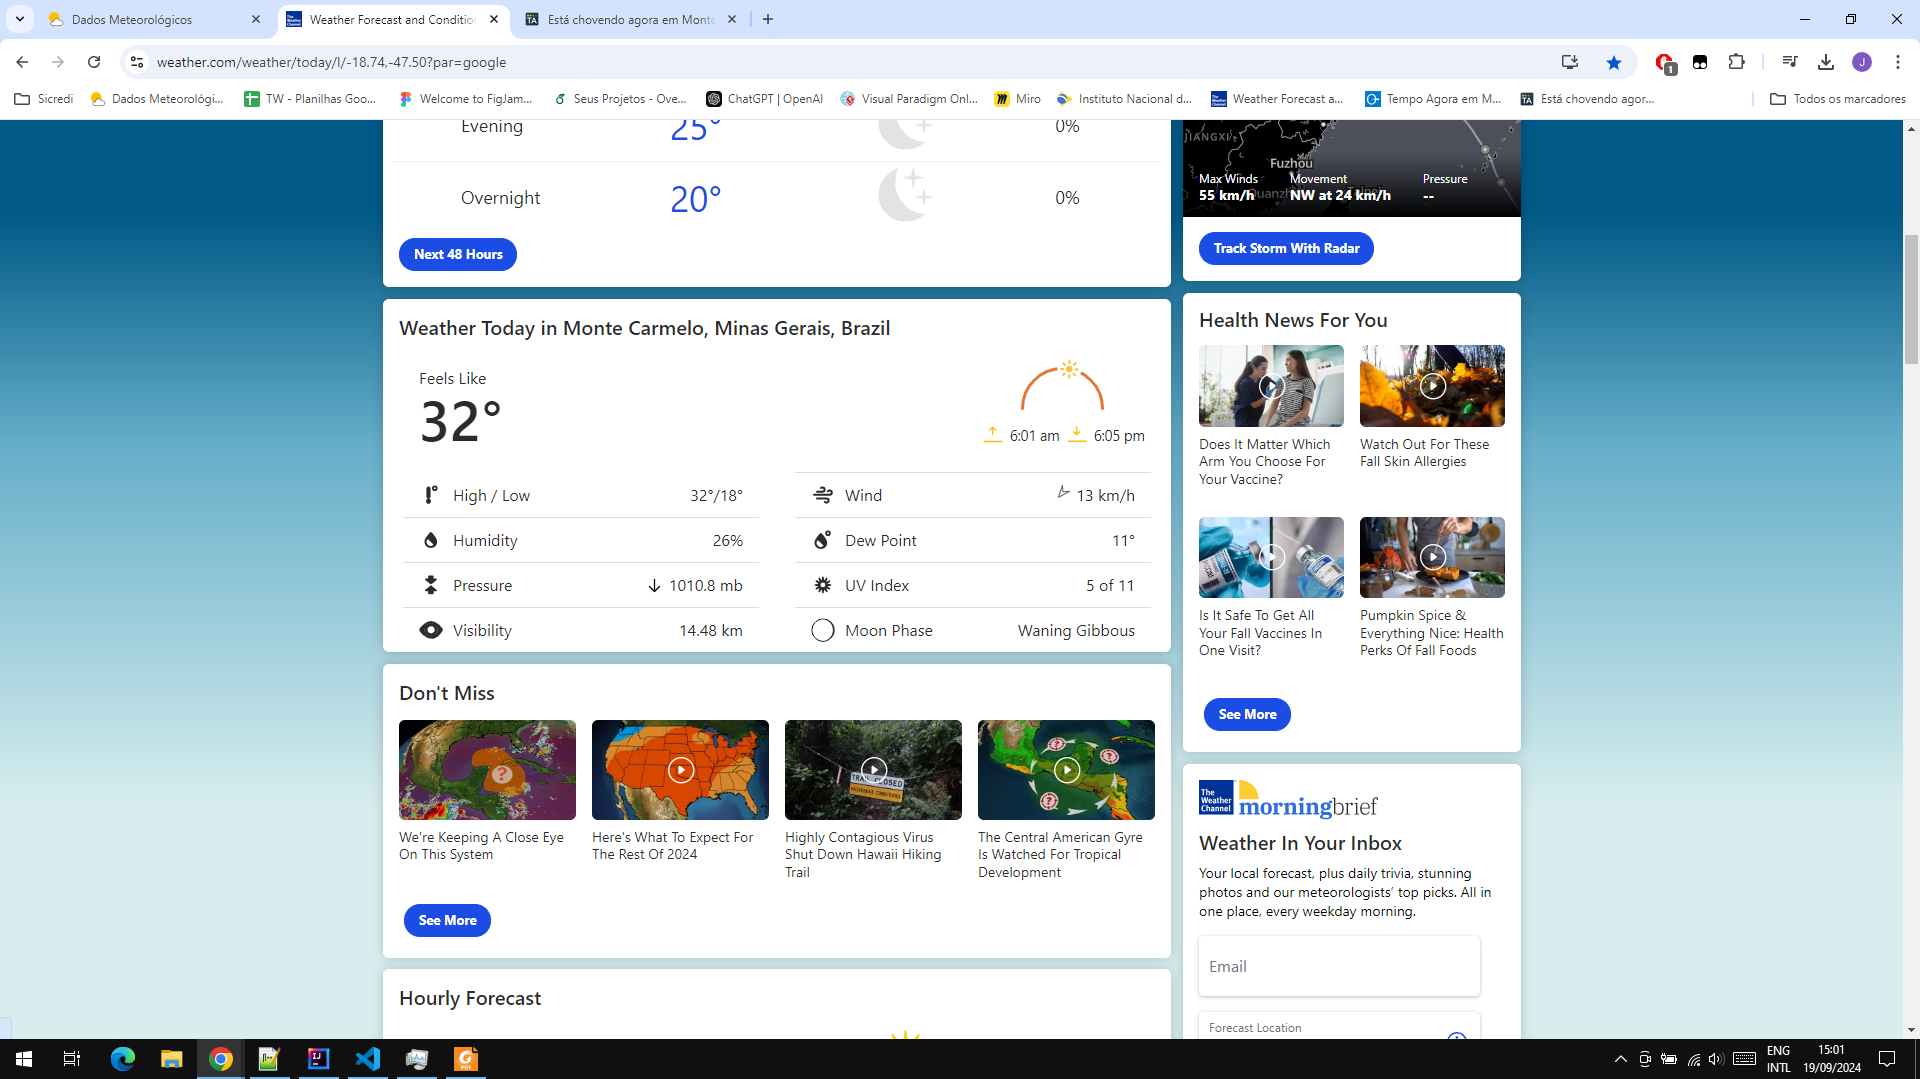 Dados Meteorológicos
Weather Forecast and Conditio
Está chovendo agora em Monte
weather.com/weather/today/l/-18.74,-47.50?par=google
1
J
Sicredi
Dados Meteorológi...
TW - Planilhas Goo...
Welcome to FigJam...
Seus Projetos - Ove...
ChatGPT | OpenAI
Visual Paradigm Onl...
Miro
Instituto Nacional d...
Weather Forecast a...
Tempo Agora em M...
Está chovendo agor...
Todos os marcadores
Evening
25°
0%
Overnight
20°
0%
Next 48 Hours
JIANGXI
Fuzhou
Max Winds
55 km/h
Movement
NW at 24 km/h
Pressure
--
Track Storm With Radar
Weather Today in Monte Carmelo, Minas Gerais, Brazil
Feels Like
32°
6:01 am
6:05 pm
High / Low
32°/18°
Wind
13 km/h
Humidity
26%
Dew Point
11°
Pressure
1010.8 mb
UV Index
5 of 11
Visibility
14.48 km
Moon Phase
Waning Gibbous
Health News For You
Does It Matter Which
Arm You Choose For
Your Vaccine?
Watch Out For These
Fall Skin Allergies
Is It Safe To Get All
Your Fall Vaccines In
One Visit?
Pumpkin Spice &
Everything Nice: Health
Perks Of Fall Foods
See More
Don't Miss
TRAIL CLOSED
HAZARDOUS CONDITIONS
We're Keeping A Close Eye
On This System
Here's What To Expect For
The Rest Of 2024
Highly Contagious Virus
Shut Down Hawaii Hiking
Trail
The Central American Gyre
Is Watched For Tropical
Development
See More
The
Weather
Channel
morningbrief
Weather In Your Inbox
Your local forecast, plus daily trivia, stunning
photos and our meteorologists’ top picks. All in
one place, every weekday morning.
Email
Forecast Location
Hourly Forecast
ENG
INTL
15:01
19/09/2024